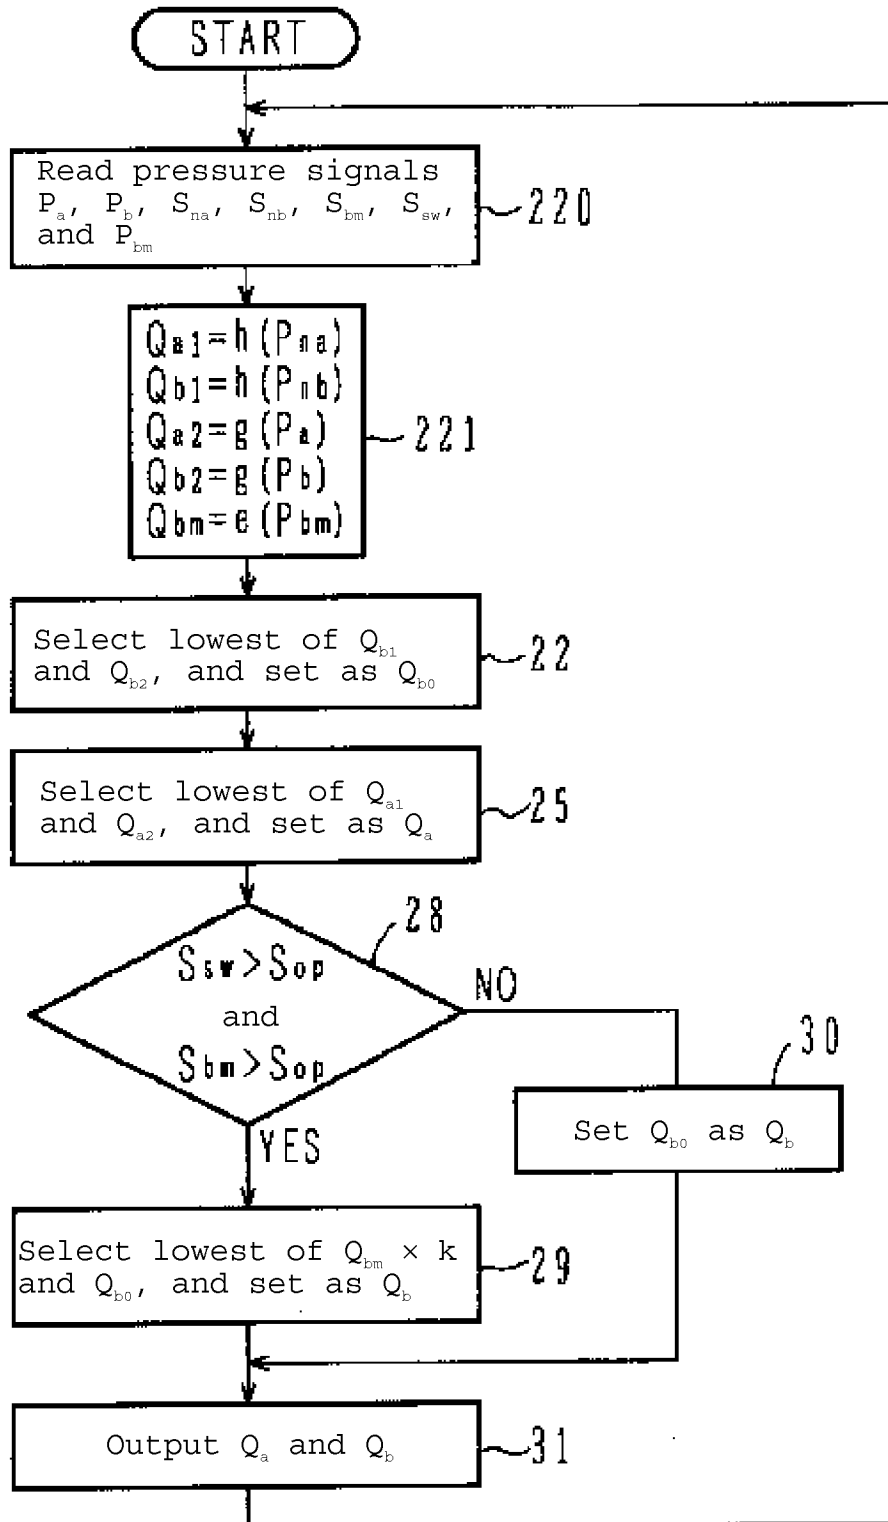 START
Read pressure signals
Pa, Pb, Sna, Snb, Sbm, Ssw,
and Pbm
220
Qa1=h(Pna)
Qb1=h(Pnb)
Qa2=g(Pa)
Qb2=g(Pb)
Qbm=e(Pbm)
221
Select lowest of Qb1
and Qb2, and set as Qb0
22
Select lowest of Qa1
and Qa2, and set as Qa
25
28
Ssw>Sop
and
Sbm>Sop
NO
YES
30
Set Qb0 as Qb
Select lowest of Qbm × k
and Qb0, and set as Qb
29
Output Qa and Qb
31